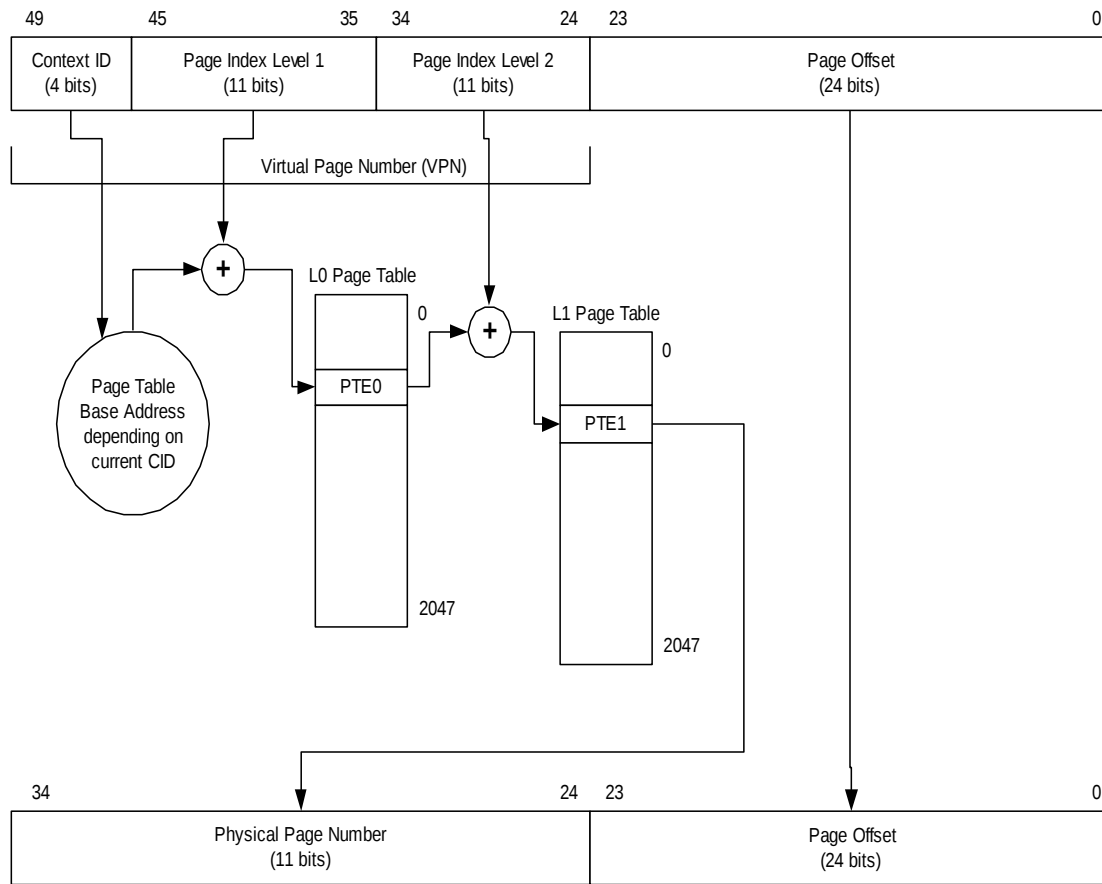 49 45 35 34 24 23 0
Context ID
(4 bits)
Page Index Level 1
(11 bits)
Page Index Level 2
(11 bits)
Page Offset
(24 bits)
Virtual Page Number (VPN)
+
L0 Page Table
0
PTE0
2047
+
L1 Page Table
0
PTE1
2047
Page Table
Base Address
depending on
current CID
34 24 23 0
Physical Page Number
(11 bits)
Page Offset
(24 bits)